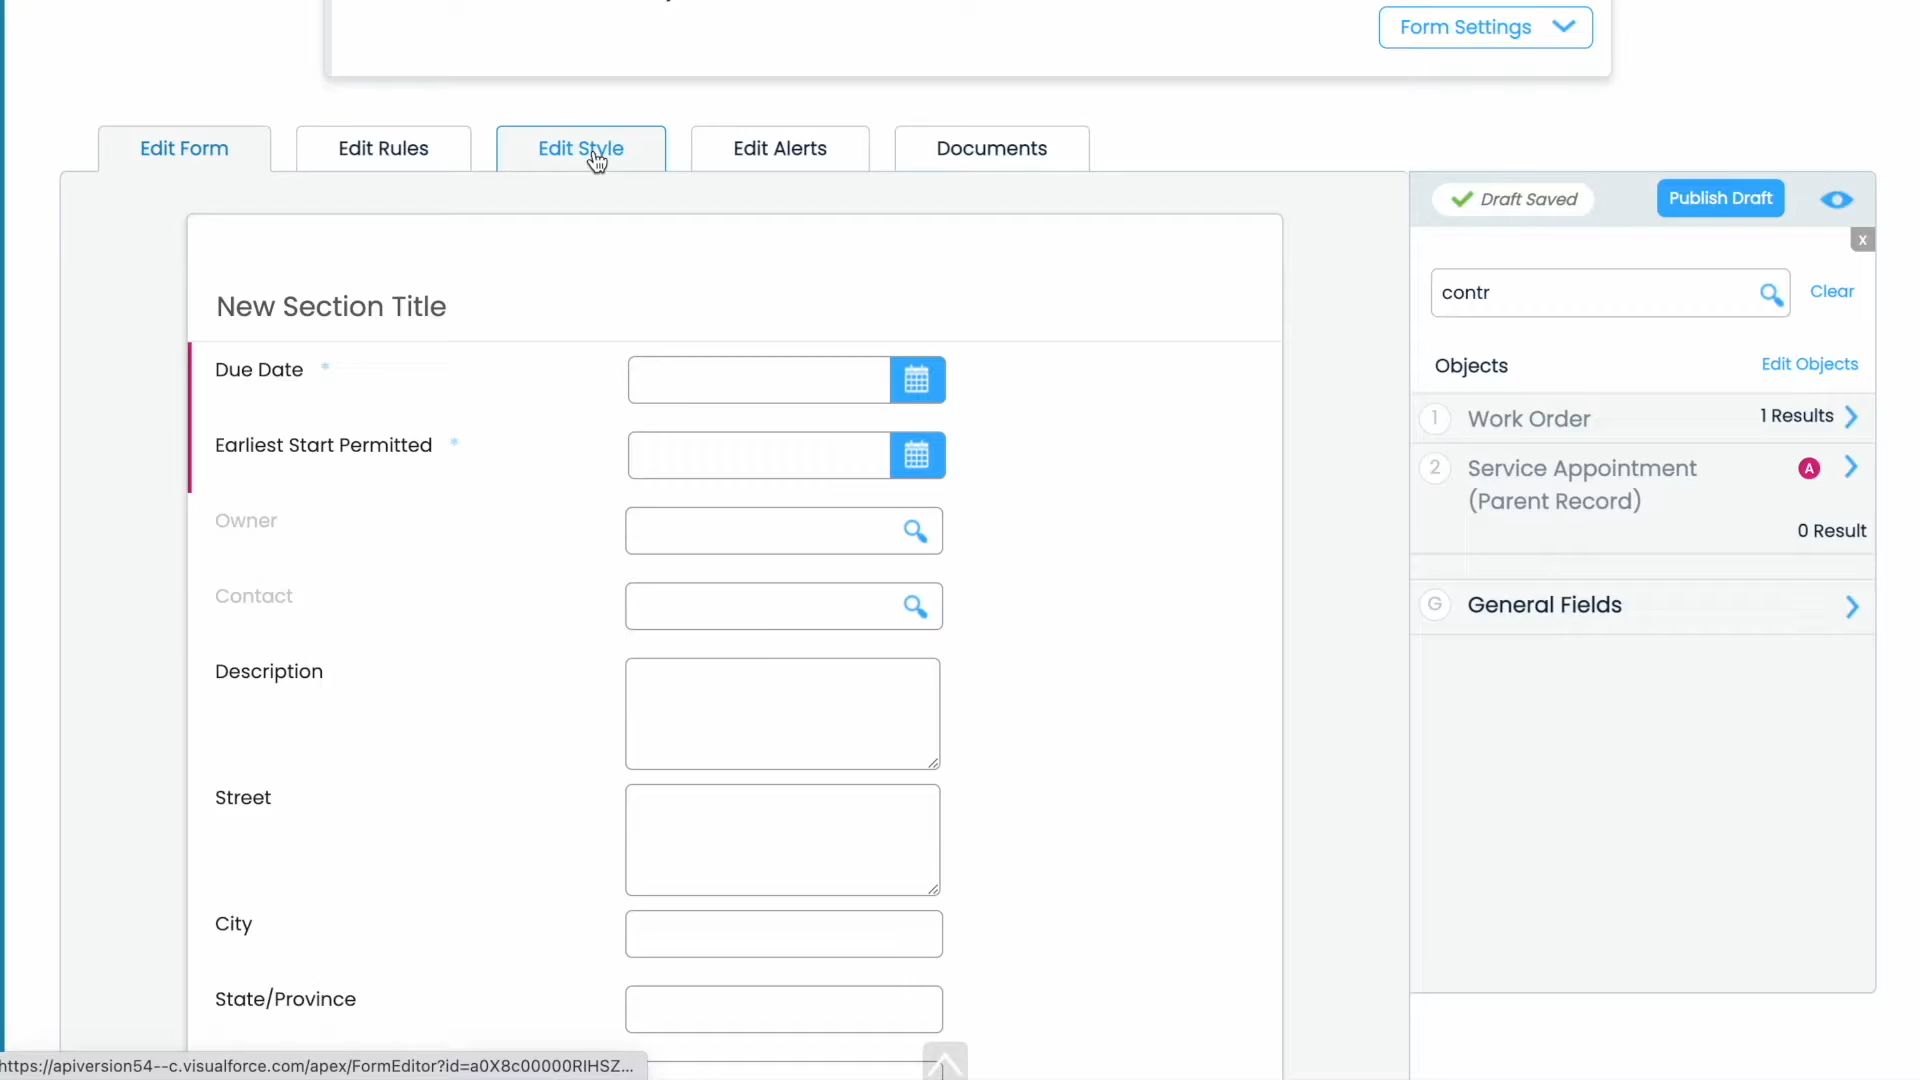 Form Settings
Edit Form
Edit Rules
Edit Style
Edit Alerts
Documents
Draft Saved
Publish Draft
x
contr
Clear
New Section Title
Objects
Edit Objects
Due Date *
1
Work Order
1 Results
Earliest Start Permitted *
2
Service Appointment
(Parent Record)
A
0 Result
Owner
Contact
G
General Fields
Description
Street
City
State/Province
https://apiversion54--c.visualforce.com/apex/FormEditor?id=a0X8c00000RIHSZ...